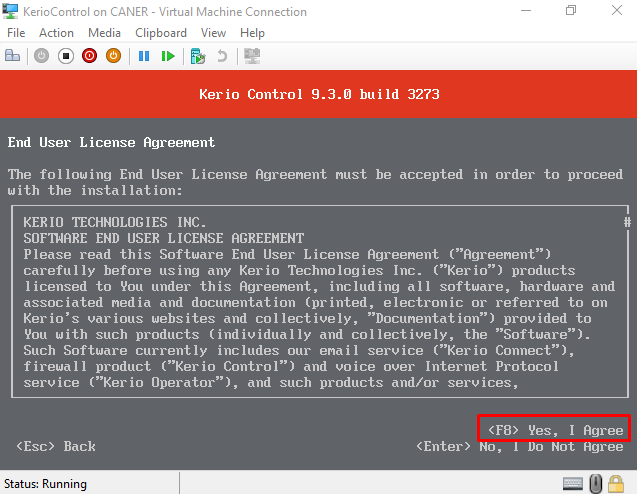 KerioControl on CANER - Virtual Machine Connection
File Action Media Clipboard View Help
Kerio Control 9.3.0 build 3273
End User License Agreement
The following End User License Agreement must be accepted in order to proceed
with the installation:
KERIO TECHNOLOGIES INC.
#
SOFTWARE END USER LICENSE AGREEMENT
Please read this Software End User License Agreement ("Agreement")
carefully before using any Kerio Technologies Inc. ("Kerio") products
licensed to You under this Agreement, including all software, hardware and
associated media and documentation (printed, electronic or referred to on
Kerio's various websites and collectively, "Documentation") provided to
You with such products (individually and collectively, the "Software").
Such Software currently includes our email service ("Kerio Connect"),
firewall product ("Kerio Control") and voice over Internet Protocol
service ("Kerio Operator"), and such products and/or services,
<F8> Yes, I Agree
<Esc> Back
<Enter> No, I Do Not Agree
Status: Running